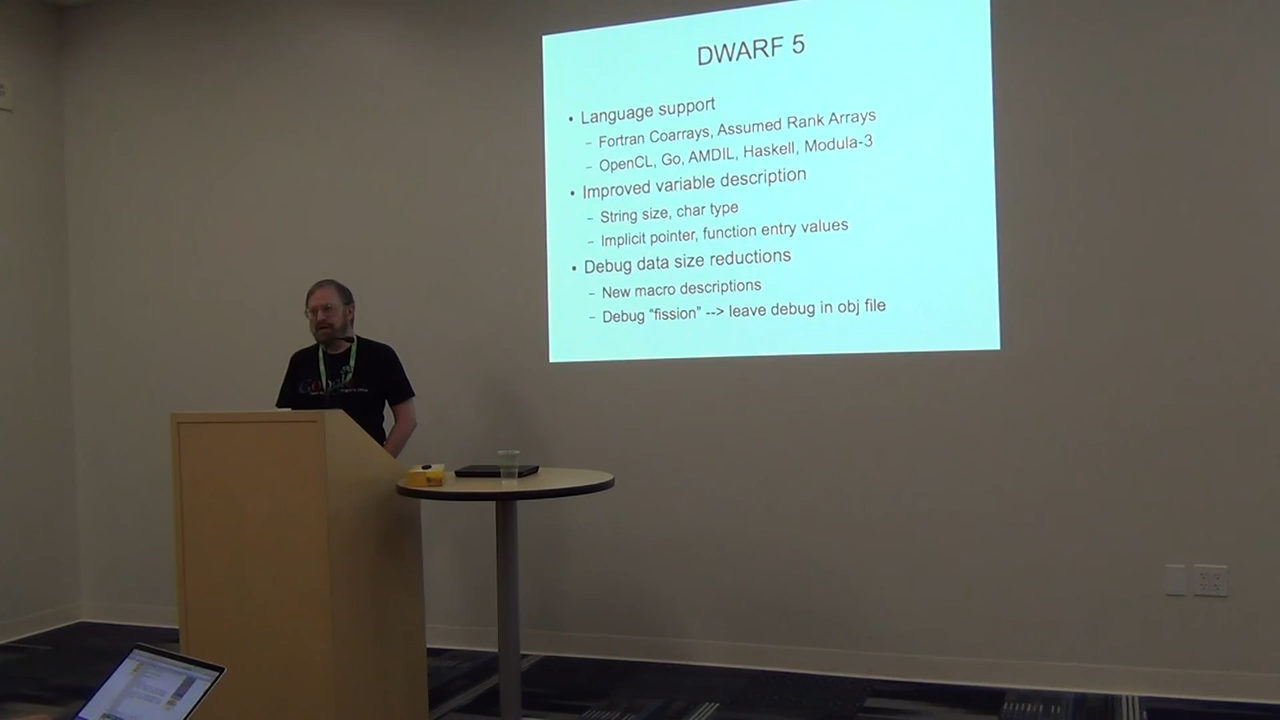 DWARF 5
• Language support
– Fortran Coarrays, Assumed Rank Arrays
– OpenCL, Go, AMDIL, Haskell, Modula-3
• Improved variable description
– String size, char type
– Implicit pointer, function entry values
• Debug data size reductions
– New macro descriptions
– Debug "fission" --> leave debug in obj file
Google